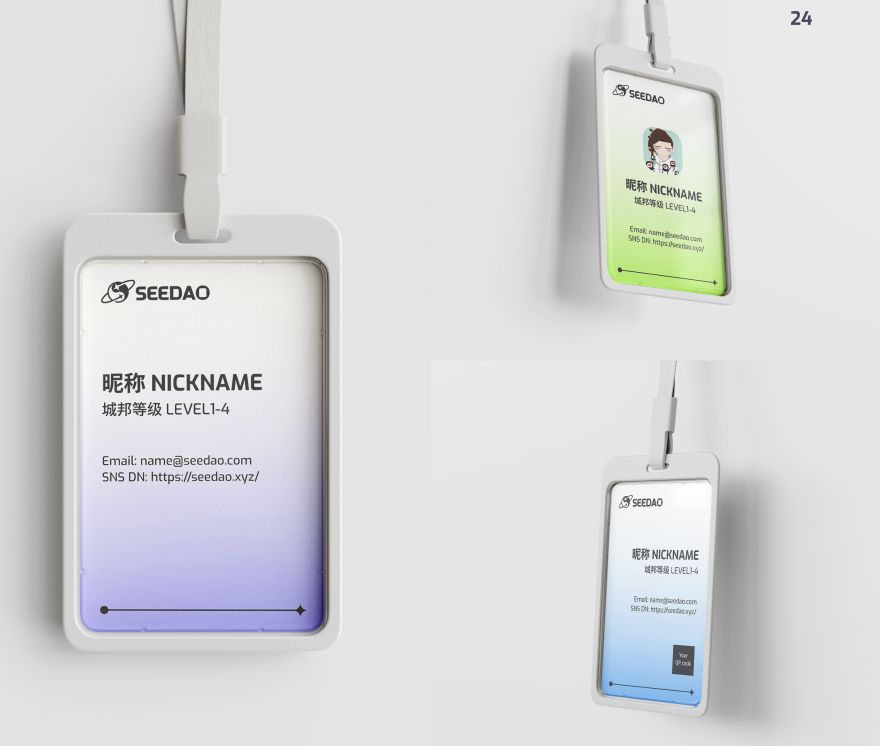 24
SEEDAO
昵称 NICKNAME
城邦等级 LEVEL1-4
Email: name@seedao.com
SNS DN: https://seedao.xyz/
SEEDAO
昵称 NICKNAME
城邦等级 LEVEL1-4
Email: name@seedao.com
SNS DN: https://seedao.xyz/
SEEDAO
昵称 NICKNAME
城邦等级 LEVEL1-4
Email: name@seedao.com
SNS DN: https://seedao.xyz/
Your
QR code